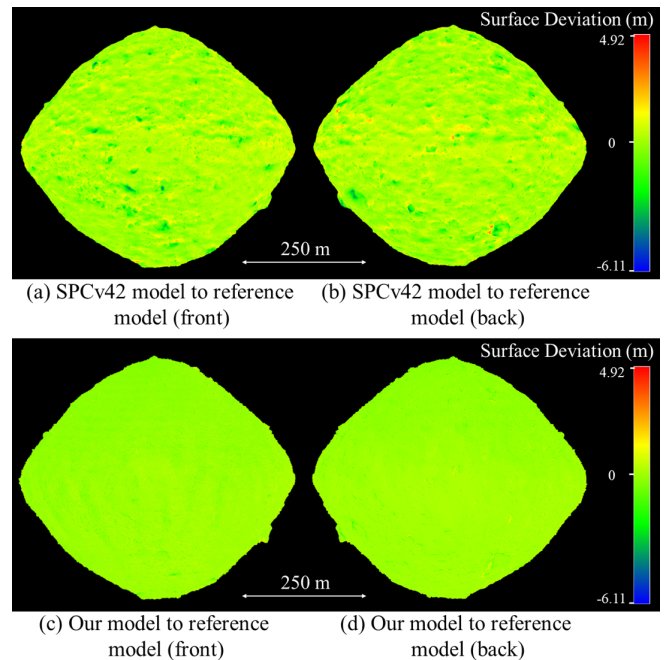 Surface Deviation (m)
4.92
0
-6.11
250 m
(a) SPCv42 model to reference
model (front)
(b) SPCv42 model to reference
model (back)
Surface Deviation (m)
4.92
0
-6.11
250 m
(c) Our model to reference
model (front)
(d) Our model to reference
model (back)